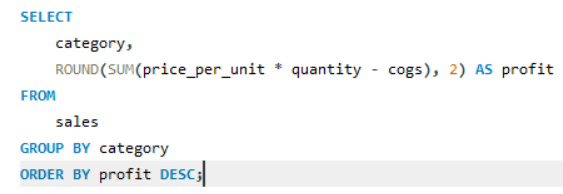 SELECT
category,
ROUND(SUM(price_per_unit * quantity - cogs), 2) AS profit
FROM
sales
GROUP BY category
ORDER BY profit DESC;